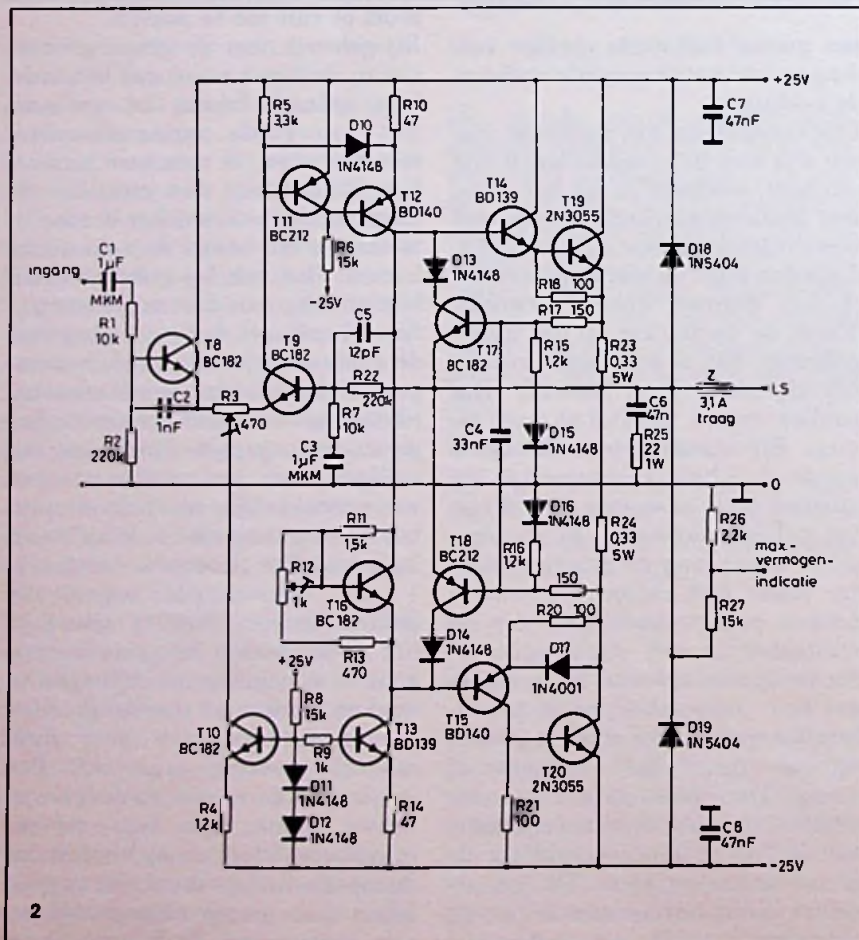 +25V
C7
47nF
R5
3,3k
R10
47
D10
1N4148
T11
BC212
T12
BD140
T14
BD139
T19
2N3055
D18
1N5404
C1
1µF
MKM
ingang
R6
15k
-25V
D13
1N4148
R1
10k
C5
12pF
R18 100
R17 150
T8
BC182
T9
BC182
T17
BC182
R15
1,2k
R23
0,33
5W
C2
1nF
R3
470
R22
220k
R7
10k
C3
1µF
MKM
C4
33nF
D15
1N4148
C6
47n
R25
22
1W
Z
3,1 A
traag
LS
R2
220k
0
R11
1,5k
R12
1k
T16
BC182
T18
BC212
D16
1N4148
R16
1,2k
R24
0,33
5W
R26
2,2k
max.-
vermogen-
indicatie
150
R20 100
R13
470
D14
1N4148
D17
1N4001
R27
15k
+25V
R8
15k
T10
BC182
R9
1k
T13
BD139
T15
BD140
T20
2N3055
D19
1N5404
D11
1N4148
D12
1N4148
R4
1,2k
R14
47
R21
100
C8
47nF
-25V
2